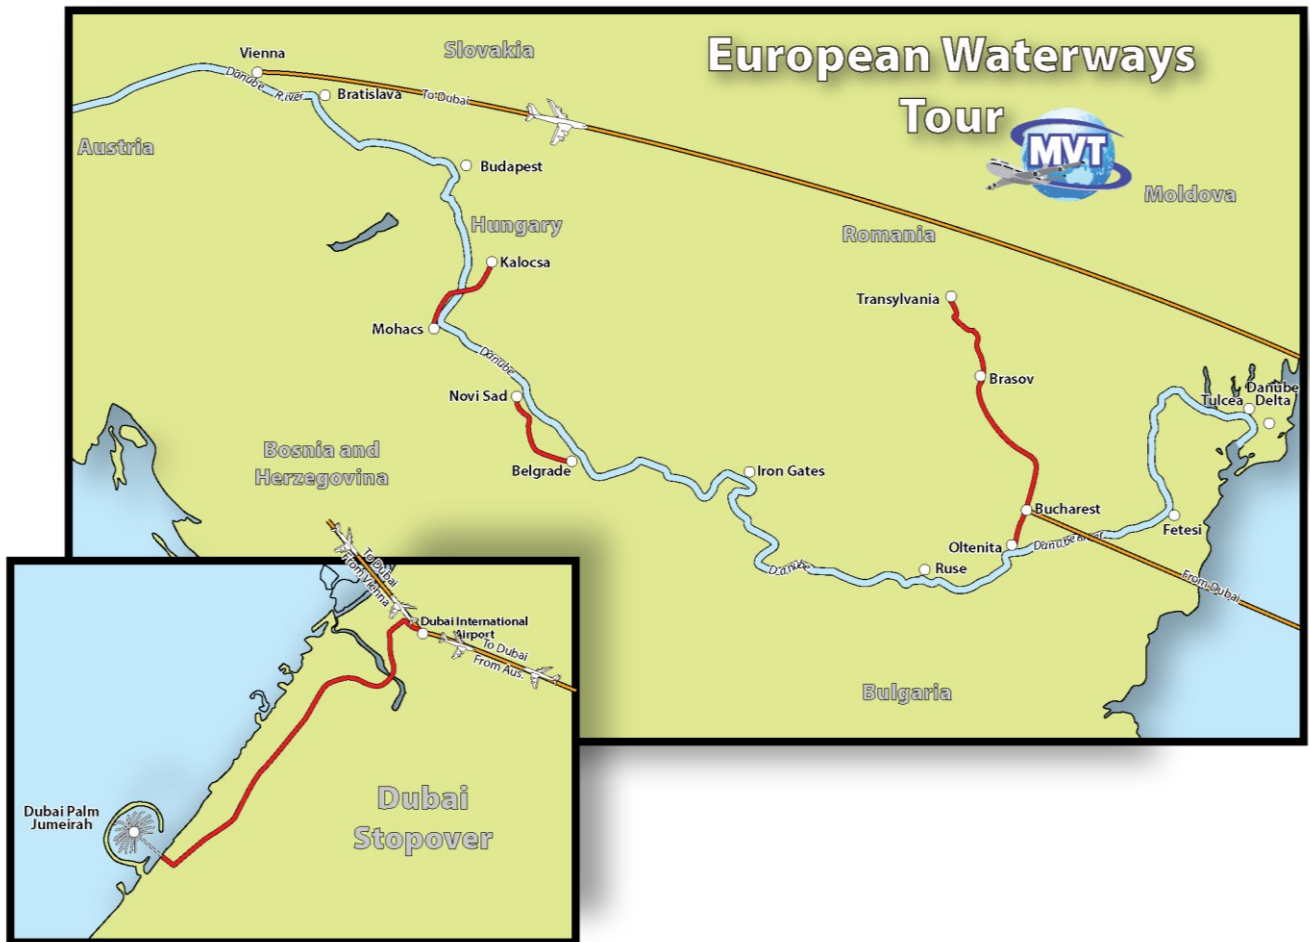 European Waterways
Tour
MVT
Vienna
Slovakia
Danube River
Bratislava
To Dubai
Austria
Budapest
Hungary
Moldova
Romania
Kalocsa
Transylvania
Mohacs
Danube
Brasov
Novi Sad
Danube
Tulcea Delta
Bosnia and
Herzegovina
Belgrade
Iron Gates
Bucharest
Fetesi
Oltenita
Danube
Ruse
Danube
From Dubai
Bulgaria
To Dubai
From Vienna
Dubai International
Airport
To Dubai
From Aus.
Dubai Palm
Jumeirah
Dubai
Stopover